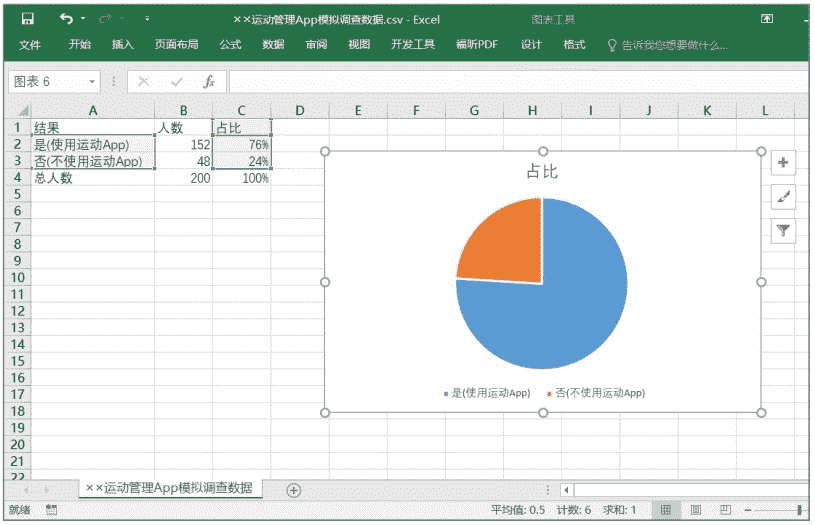 ××运动管理App模拟调查数据.csv - Excel 图表工具
文件 开始 插入 页面布局 公式 数据 审阅 视图 开发工具 福昕PDF 设计 格式 告诉我您想要做什么...
图表 6 fx
A B C D E F G H I J K L
1 结果 人数 占比
2 是(使用运动App) 152 76%
3 否(不使用运动App) 48 24%
4 总人数 200 100%
5
6
7
8
9
10
11
12
13
14
15
16
17
18
19
20
21
22
占比
是(使用运动App) 否(不使用运动App)
××运动管理App模拟调查数据
就绪 平均值: 0.5 计数: 6 求和: 1